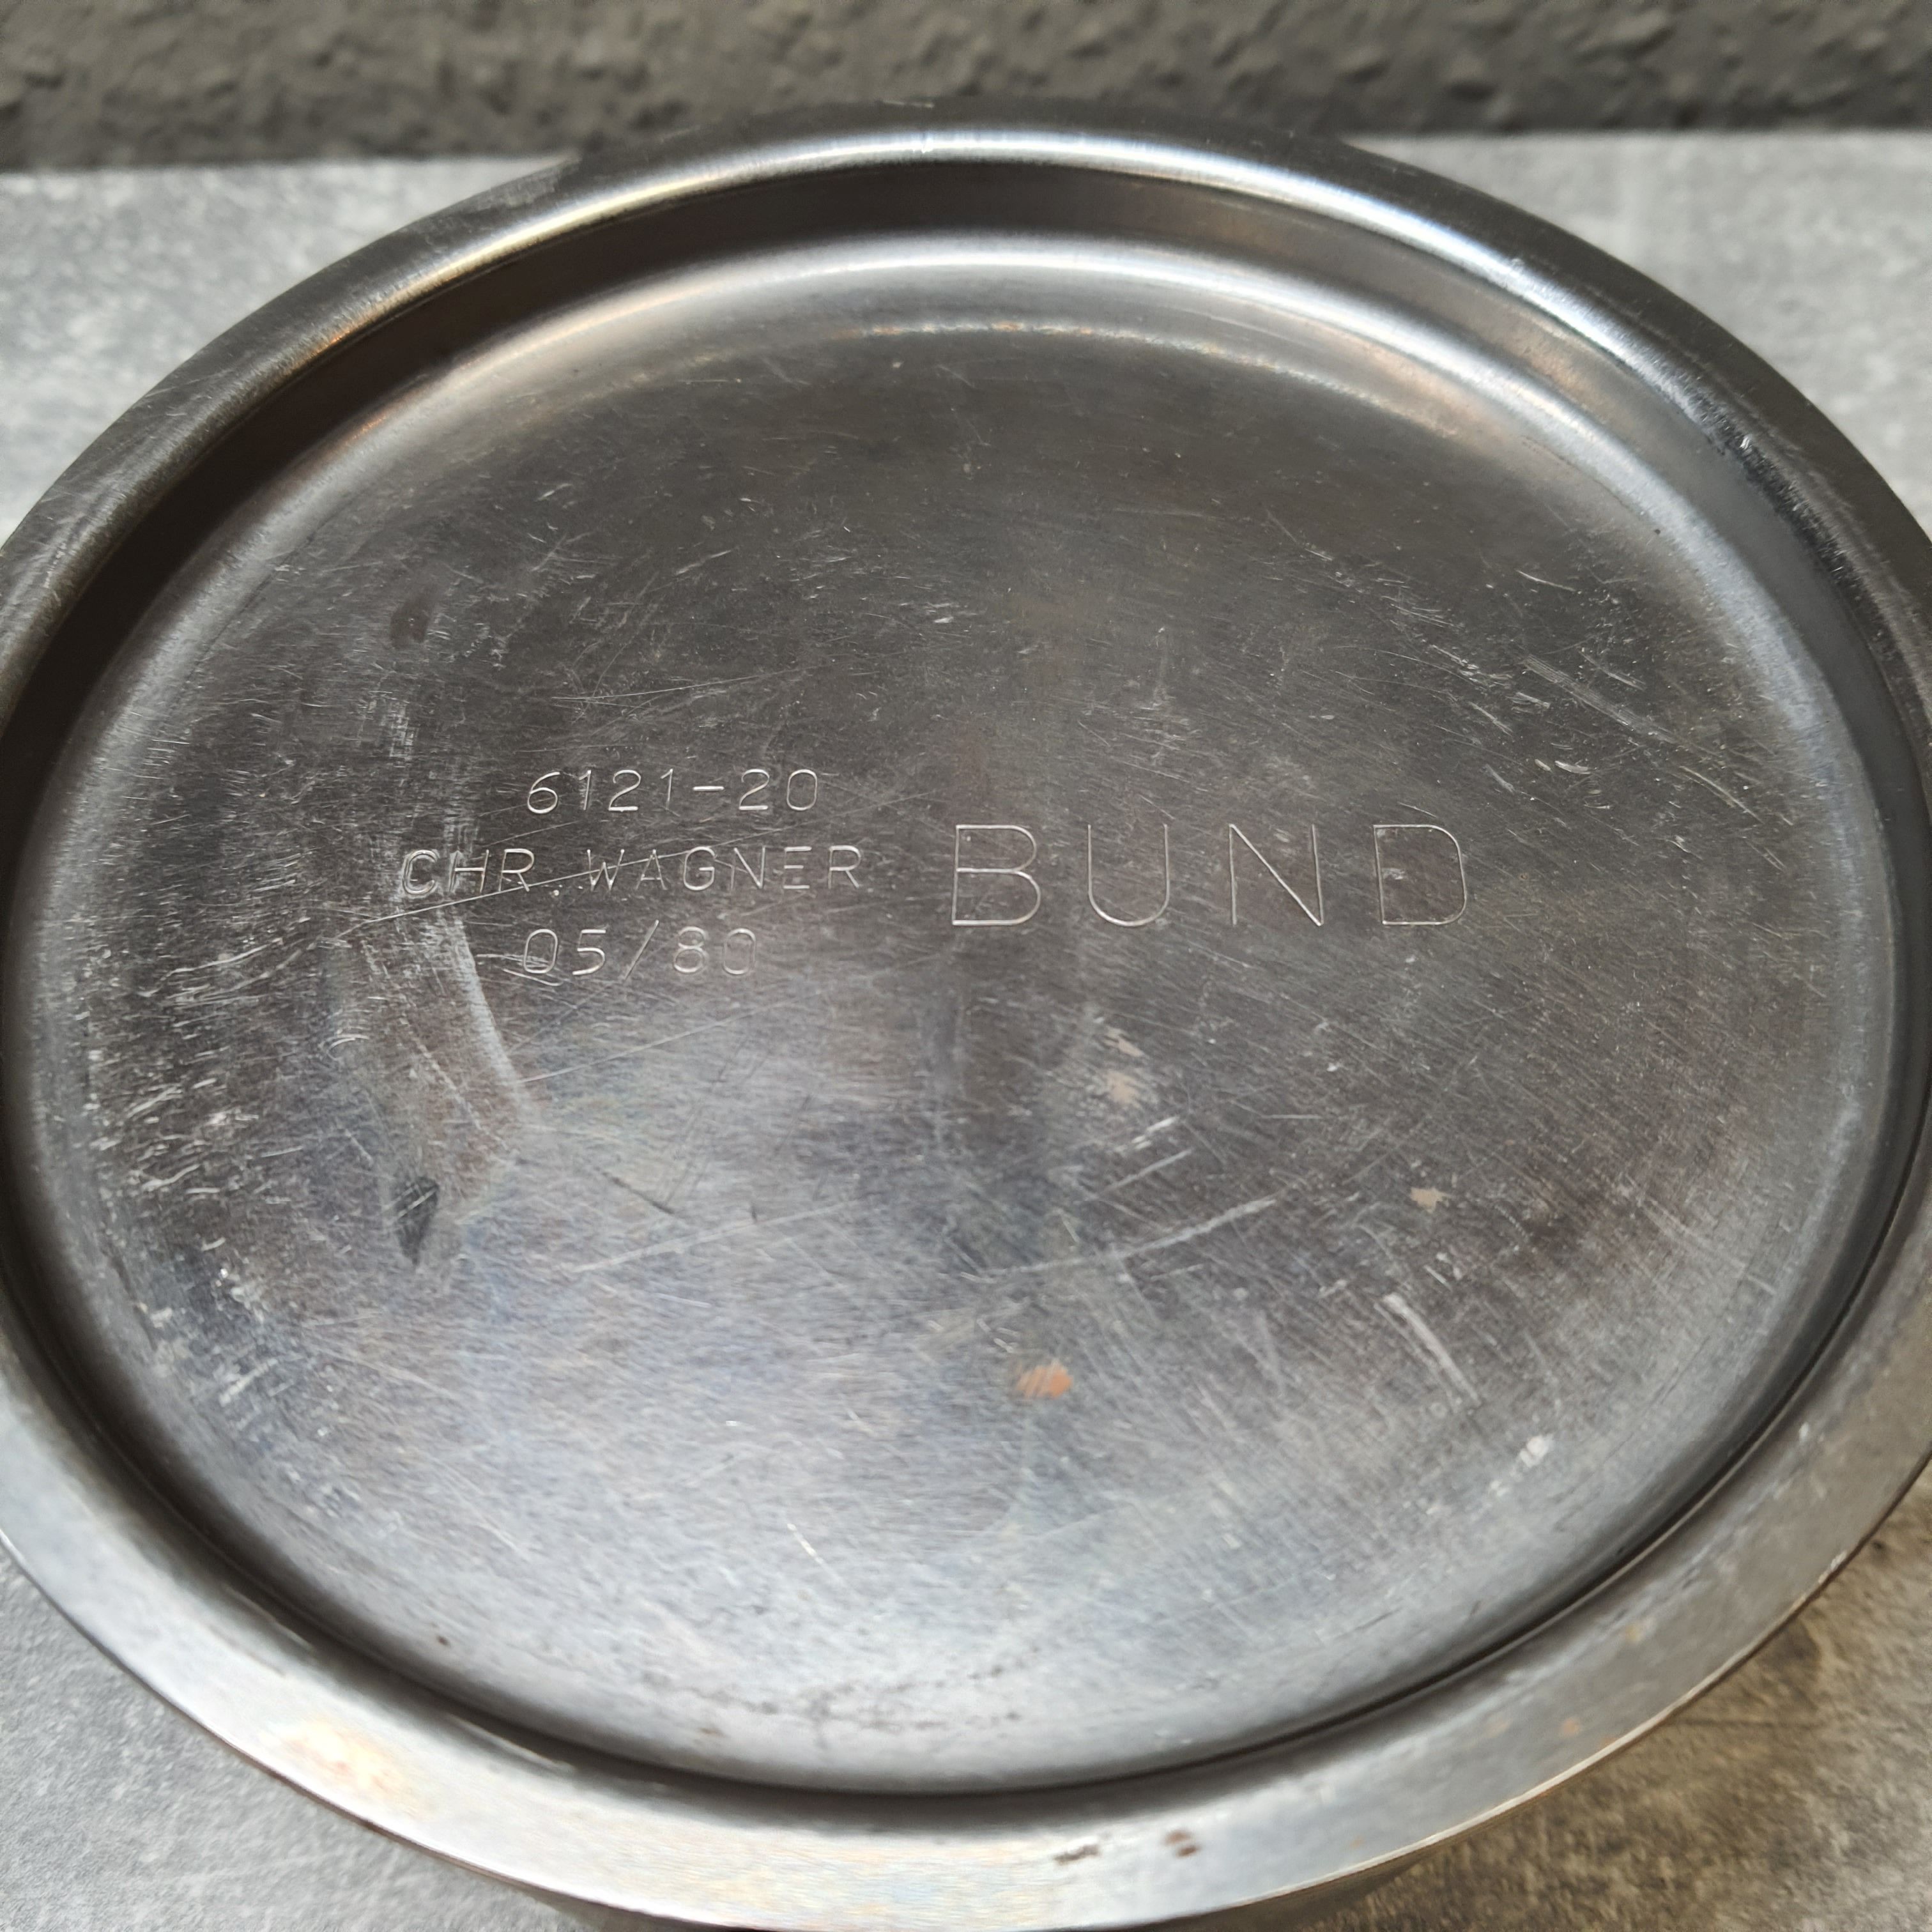 6121-20
CHR. WAGNER
05/80
BUND